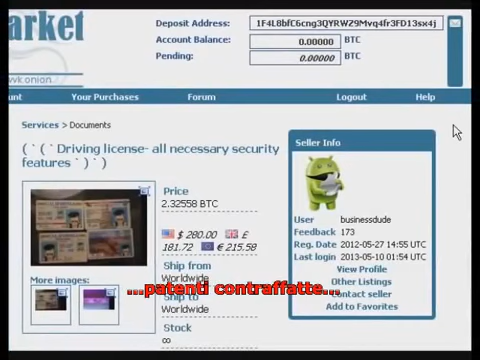 arket
wk.onion
Deposit Address: 1F4L8bfC6cng3QYRWZ9Mvq4fr3FD13sxj4
Account Balance: 0.00000 BTC
Pending: 0.00000 BTC
unt Your Purchases Forum Logout Help
Services > Documents
( ` ( ` Driving license- all necessary security
features ` ) ` )
Price
2.32558 BTC
$ 280.00 £
181.72 € 215.58
Ship from
Worldwide
Ship to
Worldwide
Stock
∞
More images:
Seller Info
User businessdude
Feedback 173
Reg. Date 2012-05-27 14:55 UTC
Last login 2013-05-10 01:54 UTC
View Profile
Other Listings
Contact seller
Add to Favorites
...patenti contraffatte...